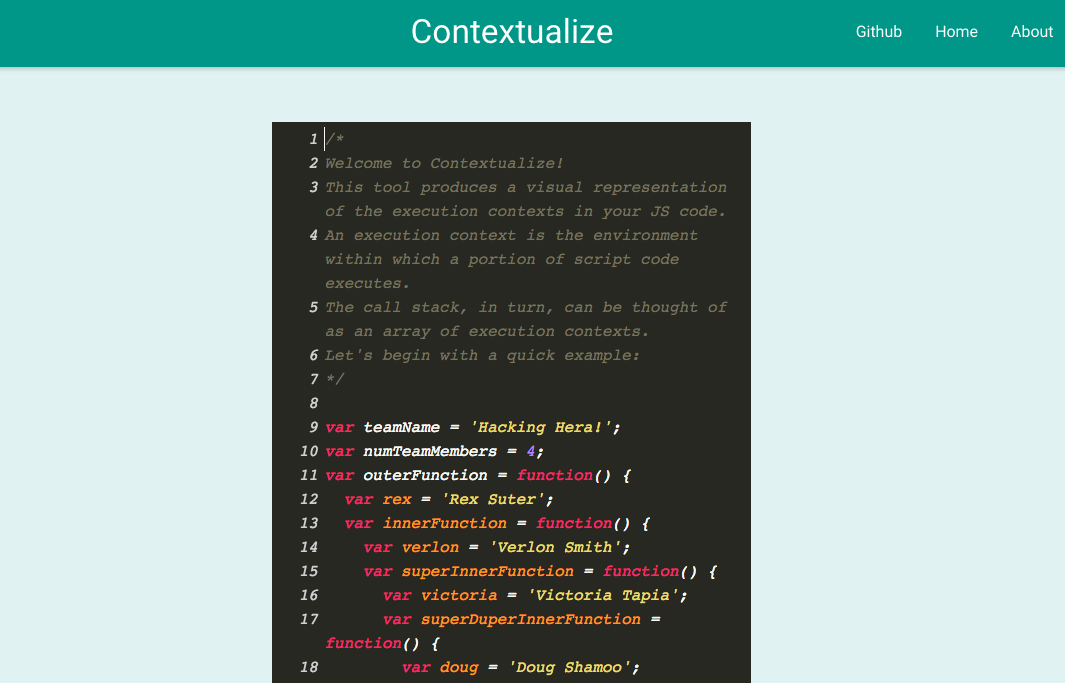 Contextualize
Github Home About
1 /*
2 Welcome to Contextualize!
3 This tool produces a visual representation
of the execution contexts in your JS code.
4 An execution context is the environment
within which a portion of script code
executes.
5 The call stack, in turn, can be thought of
as an array of execution contexts.
6 Let's begin with a quick example:
7 */
8
9 var teamName = 'Hacking Hera!';
10 var numTeamMembers = 4;
11 var outerFunction = function() {
12   var rex = 'Rex Suter';
13   var innerFunction = function() {
14     var verlon = 'Verlon Smith';
15     var superInnerFunction = function() {
16       var victoria = 'Victoria Tapia';
17       var superDuperInnerFunction =
function() {
18         var doug = 'Doug Shamoo';